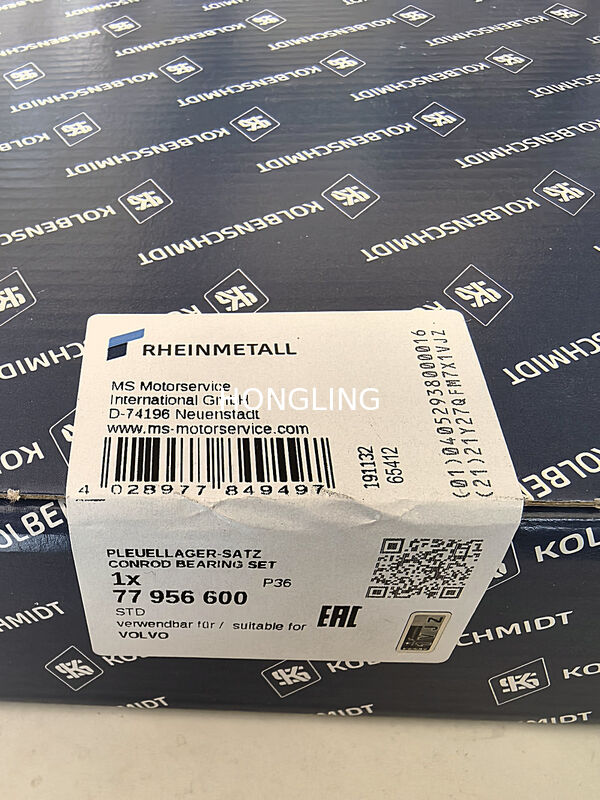 KOLBENSCHMIDT
RHEINMETALL
MS Motorservice
International GmbH
D-74196 Neuenstadt
www.ms-motorservice.com
4 028977 849497
191132
65412
(01)04052938000016
(21)21Y27QFM7X1VJZ
HONGLING
PLEUELLAGER-SATZ
CONROD BEARING SET
1x P36
77 956 600
STD
verwendbar für / suitable for
VOLVO
EAC
KOLBENSCHMIDT